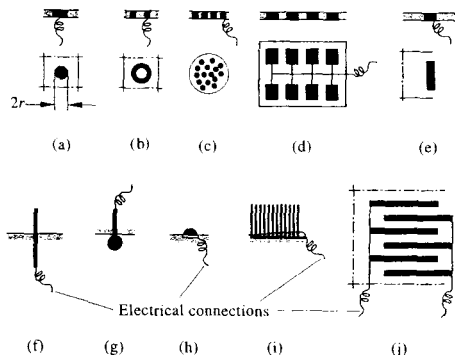 2r
(a) (b) (c) (d) (e)
Electrical connections
(f) (g) (h) (i) (j)